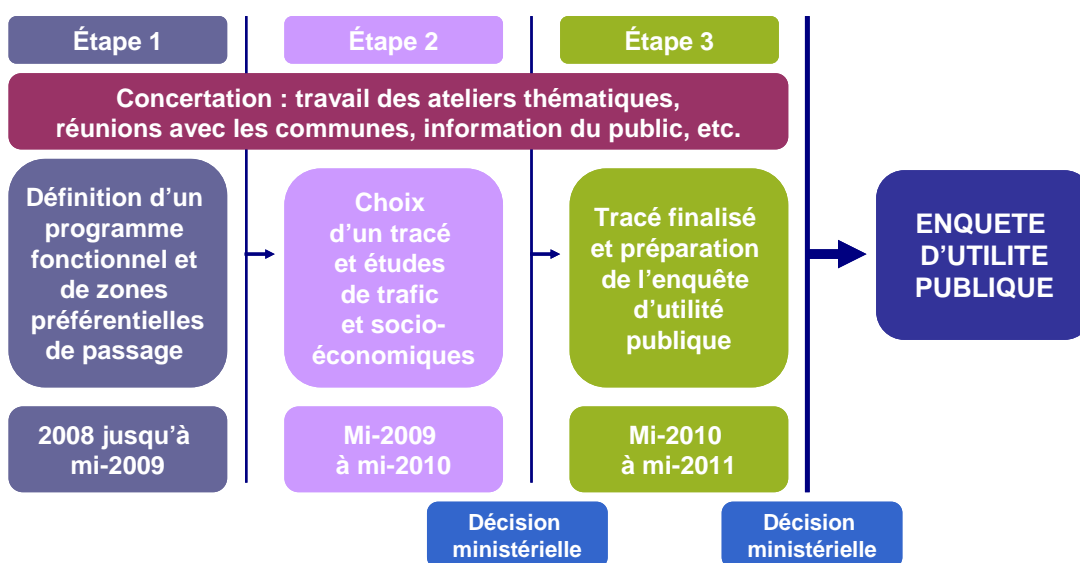 Étape 1
Étape 2
Étape 3
Concertation : travail des ateliers thématiques,
réunions avec les communes, information du public, etc.
Définition d’un
programme
fonctionnel et
de zones
préférentielles
de passage
Choix
d’un tracé
et études
de trafic
et socio-
économiques
Tracé finalisé
et préparation
de l’enquête
d’utilité
publique
ENQUETE
D’UTILITE
PUBLIQUE
2008 jusqu’à
mi-2009
Mi-2009
à mi-2010
Mi-2010
à mi-2011
Décision
ministérielle
Décision
ministérielle